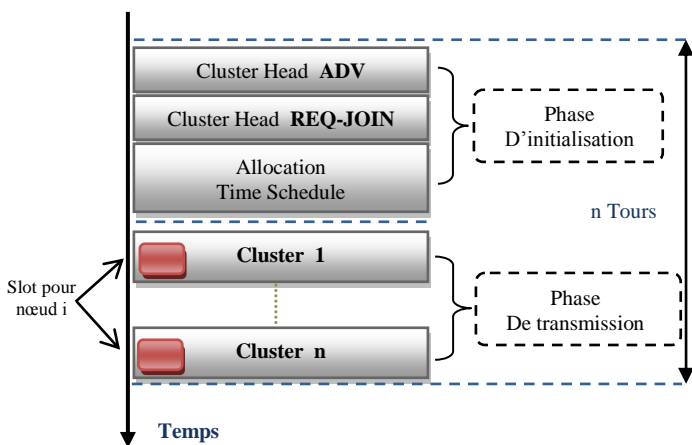 Cluster Head ADV
Cluster Head REQ-JOIN
Allocation
Time Schedule
Phase
D’initialisation
n Tours
Cluster 1
Slot pour
nœud i
Phase
De transmission
Cluster n
Temps